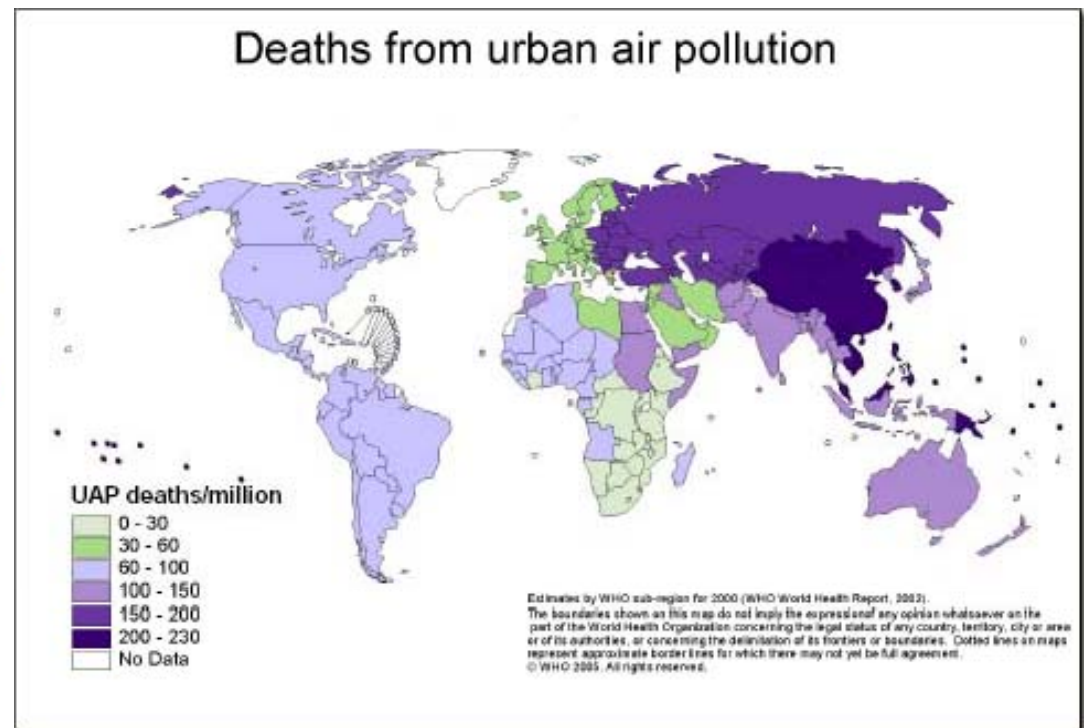 Deaths from urban air pollution
UAP deaths/million
0 - 30
30 - 60
60 - 100
100 - 150
150 - 200
200 - 230
No Data
Estimates by WHO sub-region for 2000 (WHO World Health Report, 2002).
The boundaries shown on this map do not imply the expression of any opinion whatsoever on the
part of the World Health Organization concerning the legal status of any country, territory, city or area
or of its authorities, or concerning the delimitation of its frontiers or boundaries. Dotted lines on maps
represent approximate border lines for which there may not yet be full agreement.
© WHO 2005. All rights reserved.